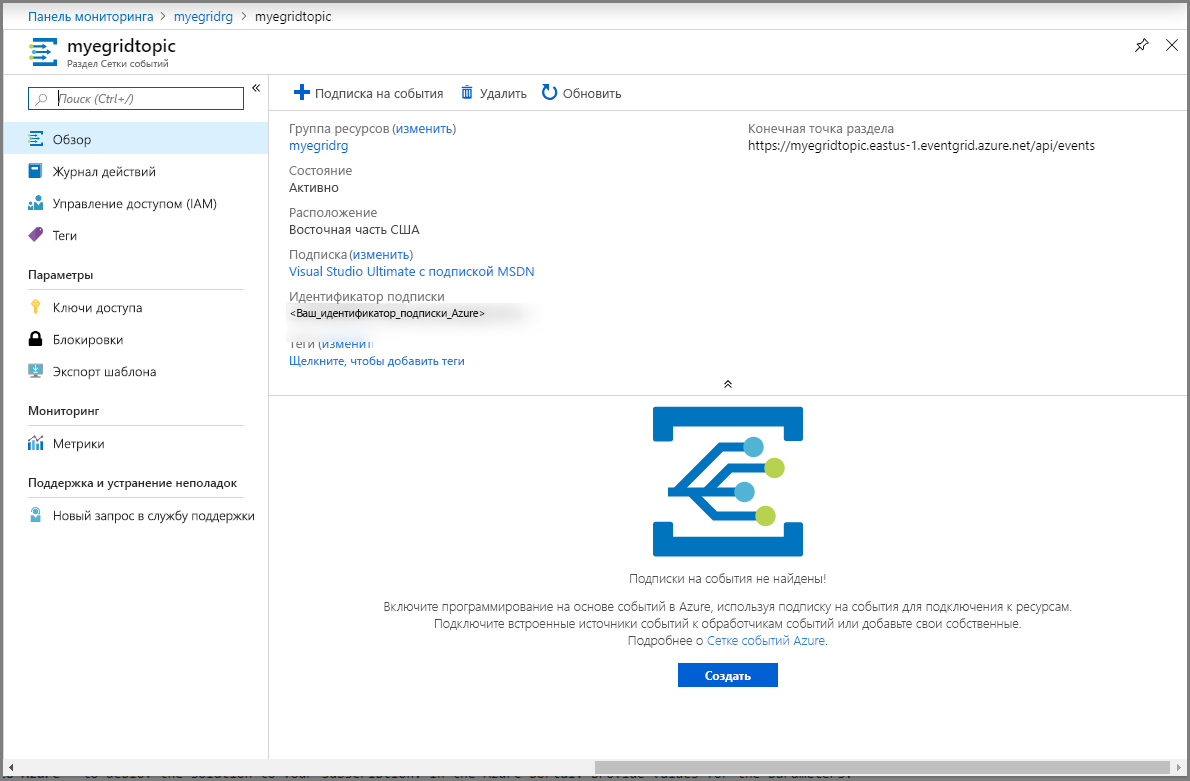 Панель мониторинга > myegridrg > myegridtopic
myegridtopic
Раздел Сетки событий
Поиск (Ctrl+/)
«
Обзор
Журнал действий
Управление доступом (IAM)
Теги
Параметры
Ключи доступа
Блокировки
Экспорт шаблона
Мониторинг
Метрики
Поддержка и устранение неполадок
Новый запрос в службу поддержки
Подписка на события Удалить Обновить
Группа ресурсов (изменить)
myegridrg
Состояние
Активно
Расположение
Восточная часть США
Подписка (изменить)
Visual Studio Ultimate с подпиской MSDN
Идентификатор подписки
<Ваш_идентификатор_подписки_Azure>
Теги (изменит
Щелкните, чтобы добавить теги
Конечная точка раздела
https://myegridtopic.eastus-1.eventgrid.azure.net/api/events
Подписки на события не найдены!
Включите программирование на основе событий в Azure, используя подписку на события для подключения к ресурсам.
Подключите встроенные источники событий к обработчикам событий или добавьте свои собственные.
Подробнее о Сетке событий Azure.
Создать